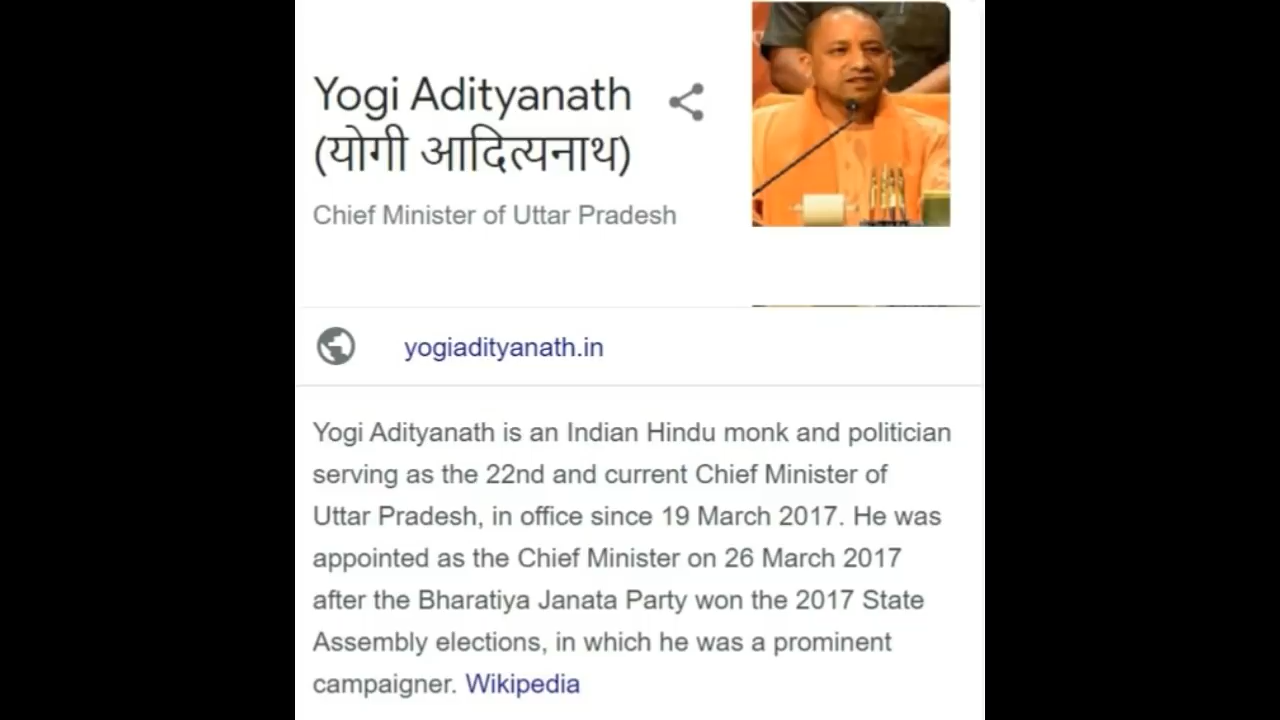 Yogi Adityanath
(योगी आदित्यनाथ)
Chief Minister of Uttar Pradesh
yogiadityanath.in
Yogi Adityanath is an Indian Hindu monk and politician
serving as the 22nd and current Chief Minister of
Uttar Pradesh, in office since 19 March 2017. He was
appointed as the Chief Minister on 26 March 2017
after the Bharatiya Janata Party won the 2017 State
Assembly elections, in which he was a prominent
campaigner. Wikipedia